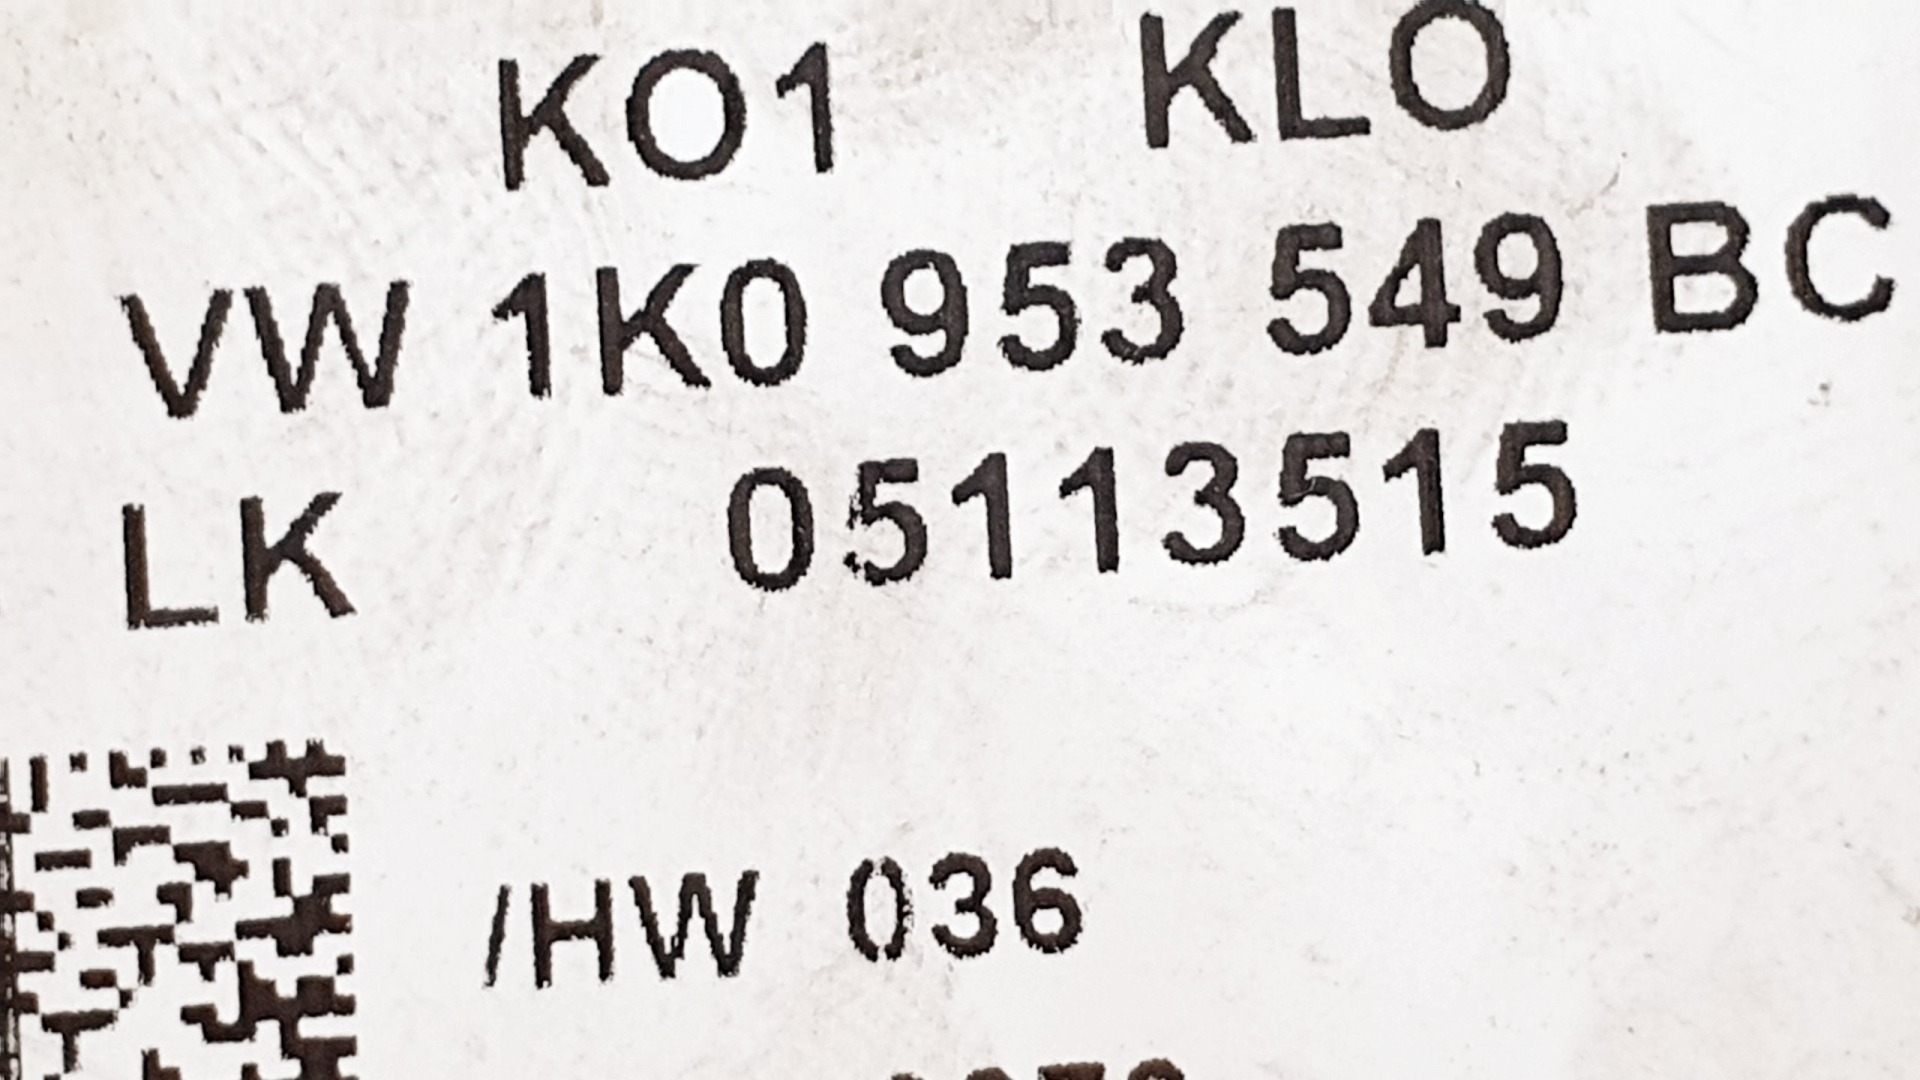 KO1 KLO
VW 1K0 953 549 BC
LK 05113515
/HW 036